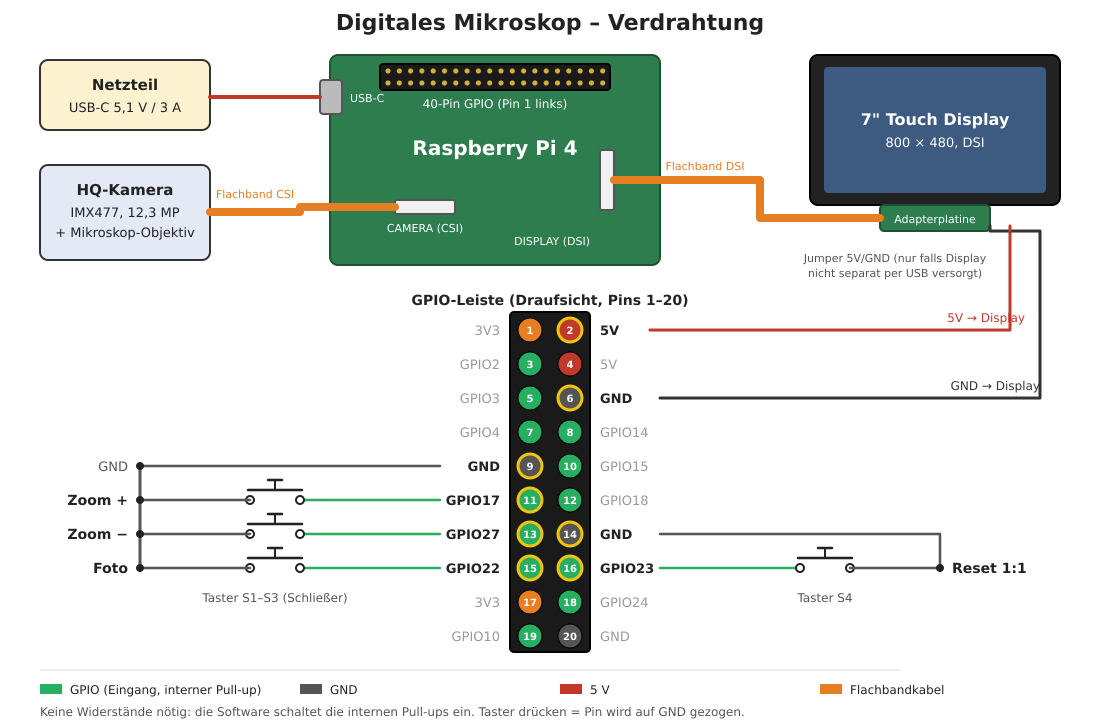 Digitales Mikroskop – Verdrahtung
Netzteil
USB-C 5,1 V / 3 A
USB-C
40-Pin GPIO (Pin 1 links)
Raspberry Pi 4
CAMERA (CSI)
DISPLAY (DSI)
HQ-Kamera
IMX477, 12,3 MP
+ Mikroskop-Objektiv
Flachband CSI
Flachband DSI
7" Touch Display
800 × 480, DSI
Adapterplatine
Jumper 5V/GND (nur falls Display
nicht separat per USB versorgt)
5V → Display
GND → Display
GPIO-Leiste (Draufsicht, Pins 1–20)
3V3 1 2 5V
GPIO2 3 4 5V
GPIO3 5 6 GND
GPIO4 7 8 GPIO14
GND GND 9 10 GPIO15
Zoom + GPIO17 11 12 GPIO18
Zoom − GPIO27 13 14 GND
Foto GPIO22 15 16 GPIO23 Reset 1:1
Taster S1–S3 (Schließer) 3V3 17 18 GPIO24 Taster S4
GPIO10 19 20 GND
GPIO (Eingang, interner Pull-up) GND 5 V Flachbandkabel
Keine Widerstände nötig: die Software schaltet die internen Pull-ups ein. Taster drücken = Pin wird auf GND gezogen.